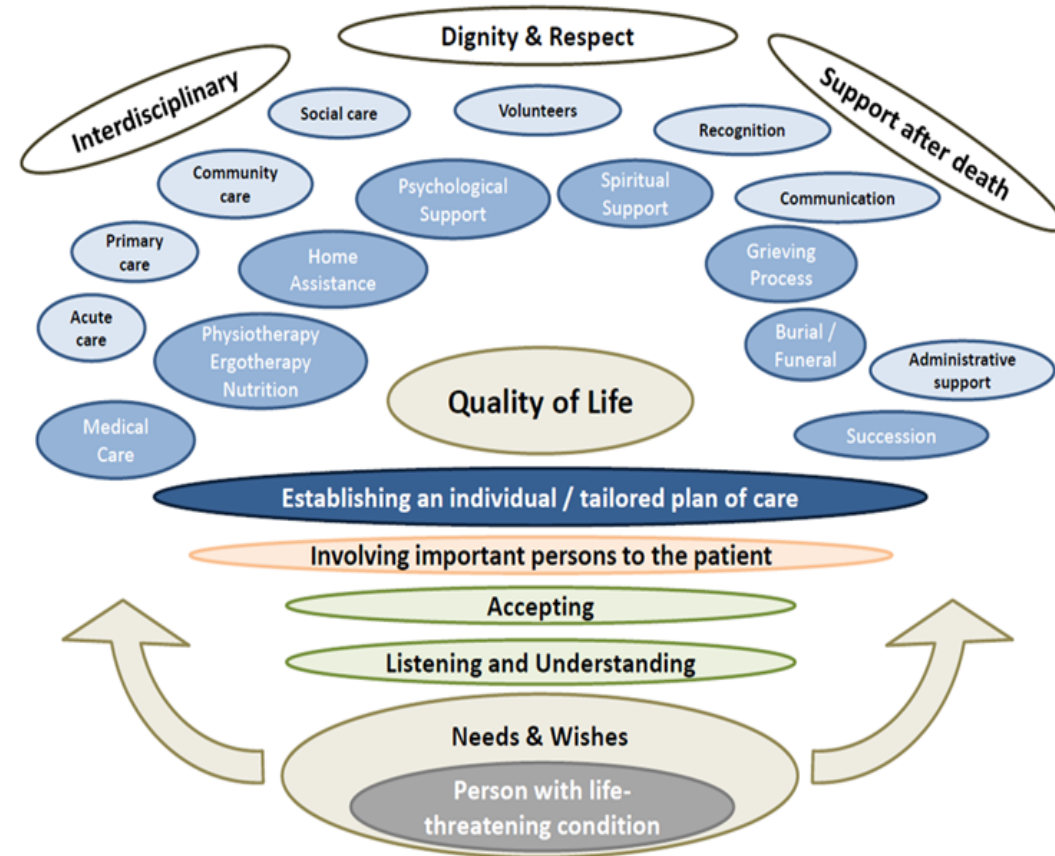 Dignity & Respect
Interdisciplinary
Support after death
Social care
Volunteers
Recognition
Community
care
Psychological
Support
Spiritual
Support
Communication
Primary
care
Home
Assistance
Grieving
Process
Acute
care
Physiotherapy
Ergotherapy
Nutrition
Burial /
Funeral
Administrative
support
Quality of Life
Medical
Care
Succession
Establishing an individual / tailored plan of care
Involving important persons to the patient
Accepting
Listening and Understanding
Needs & Wishes
Person with life-
threatening condition